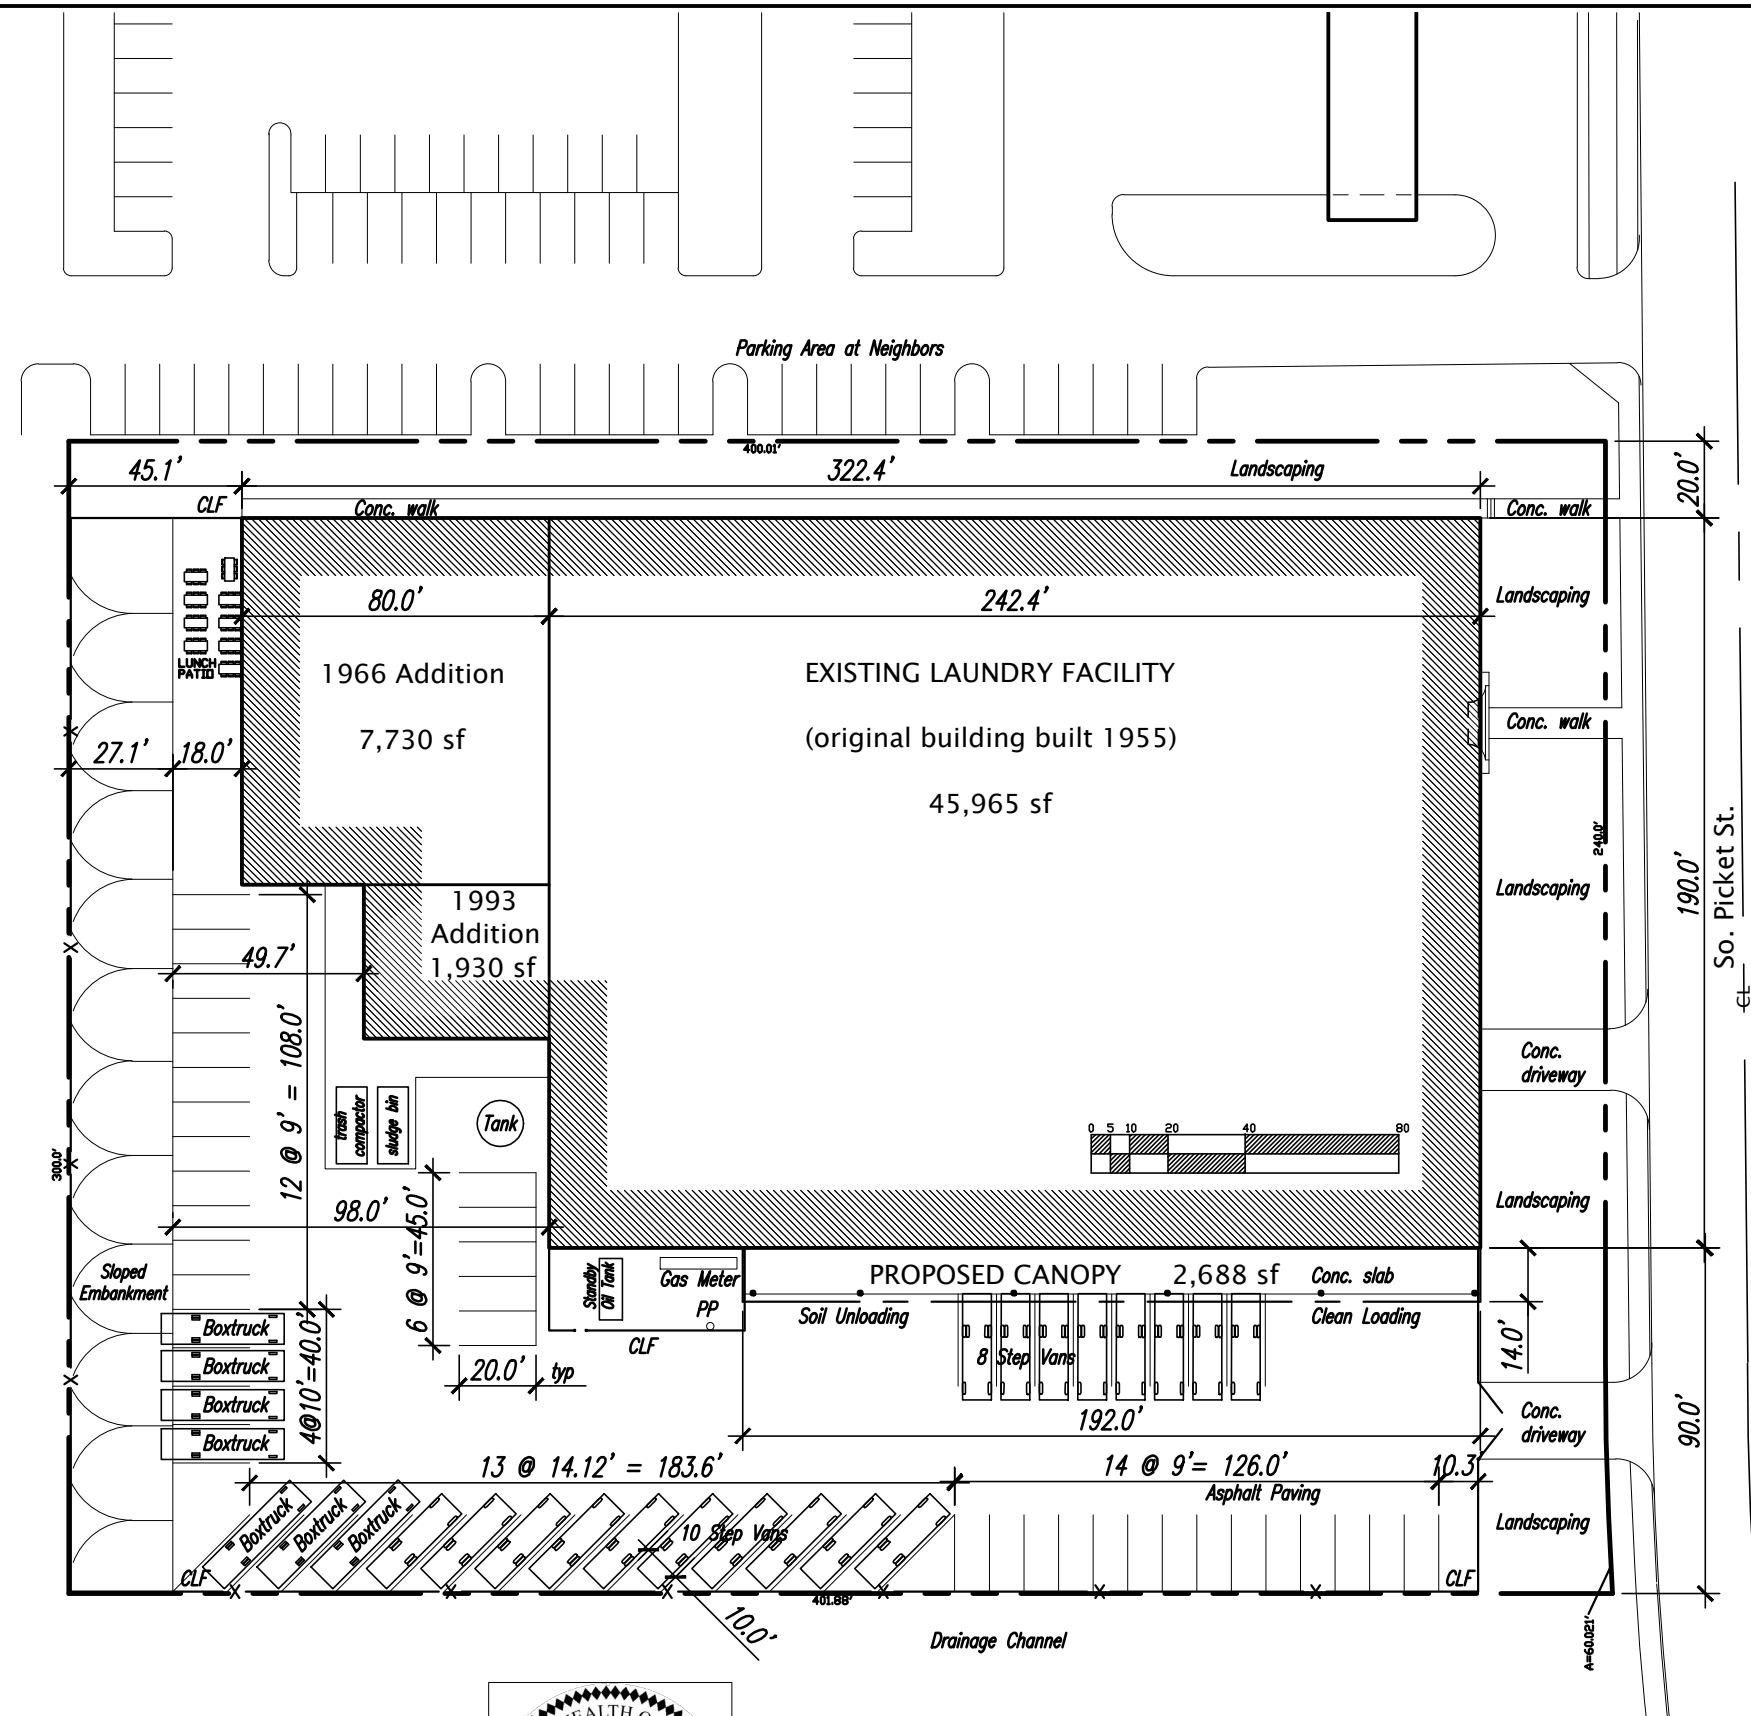 Parking Area at Neighbors
400.01'
45.1'
322.4'
Landscaping
20.0'
CLF
Conc. walk
Conc. walk
80.0'
242.4'
Landscaping
LUNCH
PATIO
1966 Addition
7,730 sf
EXISTING LAUNDRY FACILITY
(original building built 1955)
45,965 sf
Conc. walk
27.1'
18.0'
240.0'
190.0'
So. Picket St.
CL
Landscaping
1993
Addition
1,930 sf
49.7'
12 @ 9' = 108.0'
Conc.
driveway
trash
compactor
sludge bin
Tank
0 5 10 20 40 80
300.0'
98.0'
6 @ 9'=45.0'
Landscaping
Sloped
Embankment
Standby
Oil Tank
Gas Meter
PP
PROPOSED CANOPY 2,688 sf
Conc. slab
Soil Unloading
Clean Loading
CLF
14.0'
Boxtruck
Boxtruck
Boxtruck
Boxtruck
4@10'=40.0'
20.0'
typ
8 Step Vans
192.0'
Conc.
driveway
90.0'
13 @ 14.12' = 183.6'
14 @ 9'= 126.0'
10.3'
Asphalt Paving
Boxtruck
Boxtruck
Boxtruck
10 Step Vans
Landscaping
CLF
CLF
401.88'
10.0'
Drainage Channel
A=60.021'
EALTH